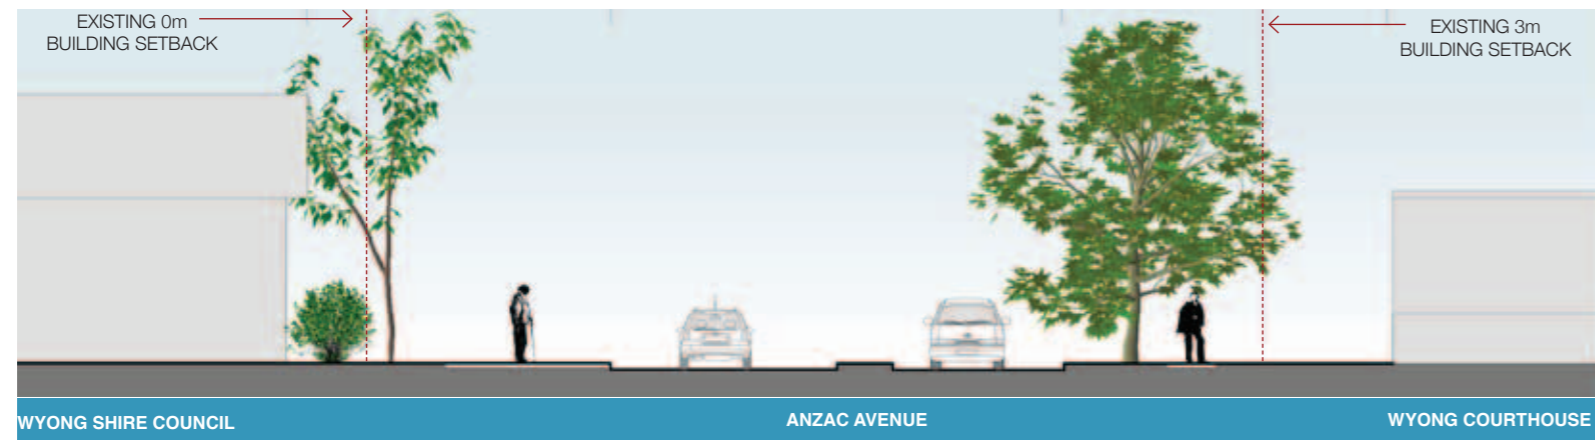 EXISTING 0m
BUILDING SETBACK
EXISTING 3m
BUILDING SETBACK
WYONG SHIRE COUNCIL
ANZAC AVENUE
WYONG COURTHOUSE